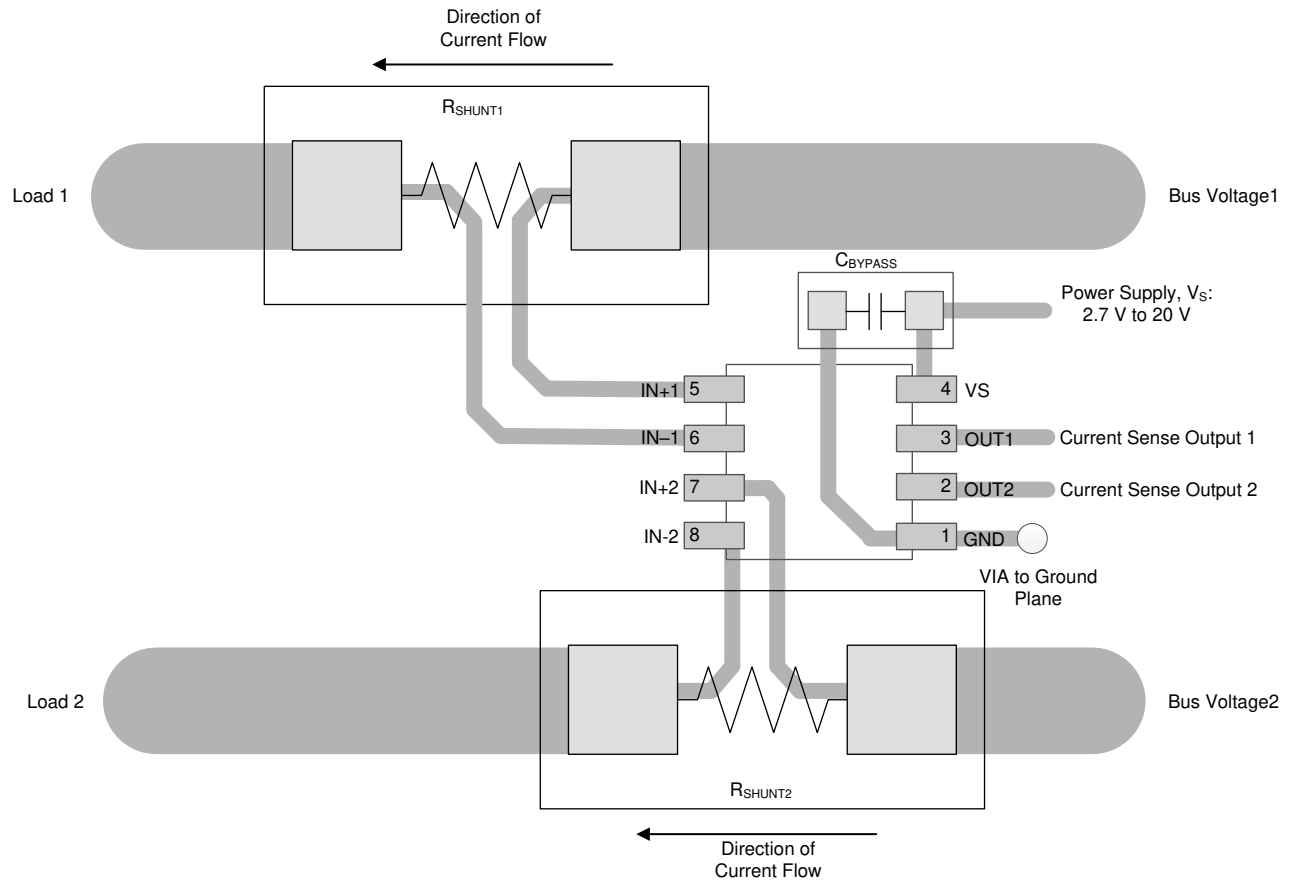 Direction of
Current Flow
RSHUNT1
Load 1
Bus Voltage1
CBYPASS
Power Supply, VS:
2.7 V to 20 V
IN+1 5
4 VS
IN–1 6
3 OUT1 Current Sense Output 1
IN+2 7
2 OUT2 Current Sense Output 2
IN-2 8
1 GND
VIA to Ground
Plane
Load 2
Bus Voltage2
RSHUNT2
Direction of
Current Flow